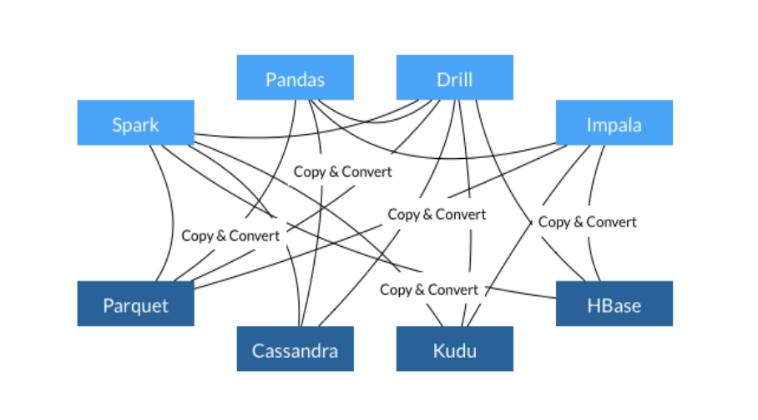 Pandas
Drill
Spark
Impala
Copy & Convert
Copy & Convert
Copy & Convert
Copy & Convert
Copy & Convert
Parquet
HBase
Cassandra
Kudu